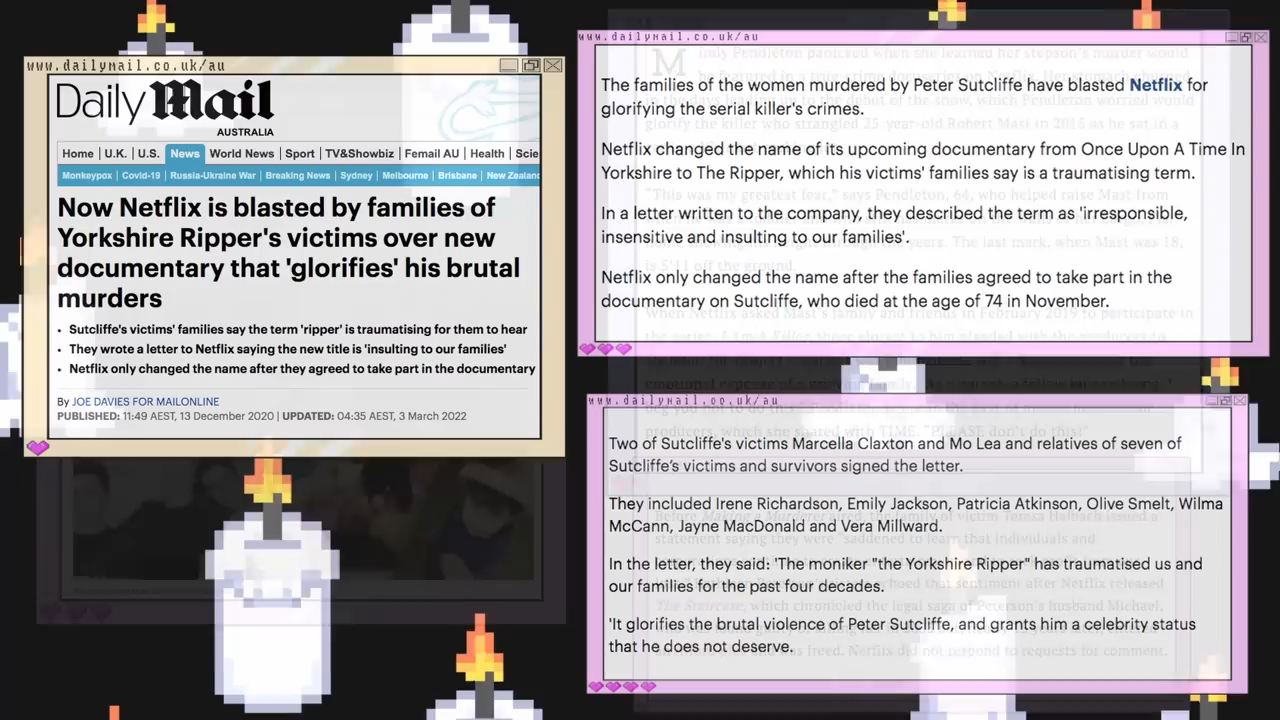 www.dailymail.co.uk/au
Daily Mail
AUSTRALIA
Home | U.K. | U.S. | News | World News | Sport | TV&Showbiz | Femail AU | Health | Scie
Monkeypox | Covid-19 | Russia-Ukraine War | Breaking News | Sydney | Melbourne | Brisbane | New Zealand
Now Netflix is blasted by families of
Yorkshire Ripper's victims over new
documentary that 'glorifies' his brutal
murders
• Sutcliffe's victims' families say the term 'ripper' is traumatising for them to hear
• They wrote a letter to Netflix saying the new title is 'insulting to our families'
• Netflix only changed the name after they agreed to take part in the documentary
By JOE DAVIES FOR MAILONLINE
PUBLISHED: 11:49 AEST, 13 December 2020 | UPDATED: 04:35 AEST, 3 March 2022
www.dailymail.co.uk/au
The families of the women murdered by Peter Sutcliffe have blasted Netflix for
glorifying the serial killer's crimes.
Netflix changed the name of its upcoming documentary from Once Upon A Time In
Yorkshire to The Ripper, which his victims' families say is a traumatising term.
In a letter written to the company, they described the term as 'irresponsible,
insensitive and insulting to our families'.
Netflix only changed the name after the families agreed to take part in the
documentary on Sutcliffe, who died at the age of 74 in November.
www.dailymail.co.uk/au
Two of Sutcliffe's victims Marcella Claxton and Mo Lea and relatives of seven of
Sutcliffe's victims and survivors signed the letter.
They included Irene Richardson, Emily Jackson, Patricia Atkinson, Olive Smelt, Wilma
McCann, Jayne MacDonald and Vera Millward.
In the letter, they said: 'The moniker "the Yorkshire Ripper" has traumatised us and
our families for the past four decades.
'It glorifies the brutal violence of Peter Sutcliffe, and grants him a celebrity status
that he does not deserve.